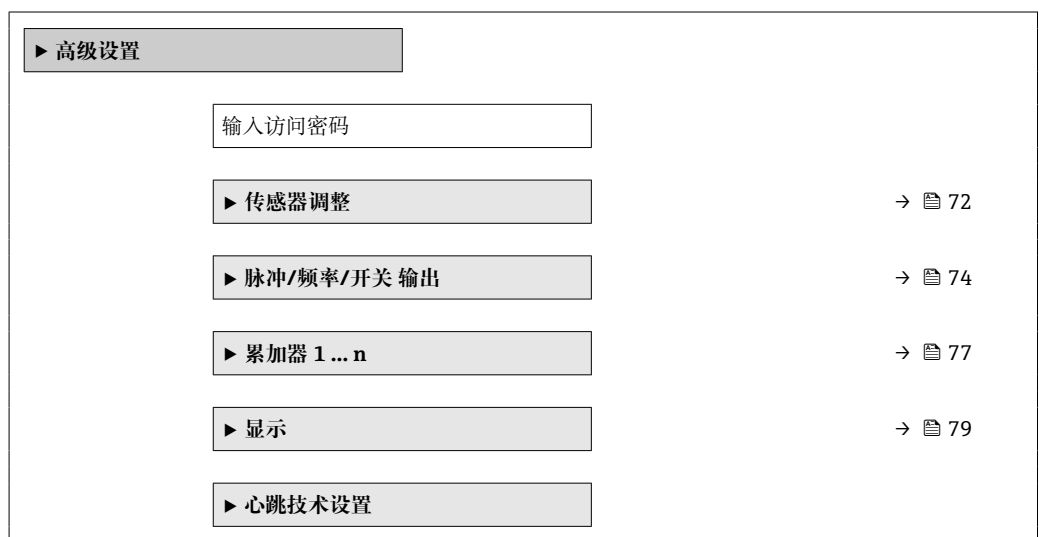 ▶ 高级设置
输入访问密码
▶ 传感器调整 → 🖹 72
▶ 脉冲/频率/开关 输出 → 🖹 74
▶ 累加器 1 ... n → 🖹 77
▶ 显示 → 🖹 79
▶ 心跳技术设置